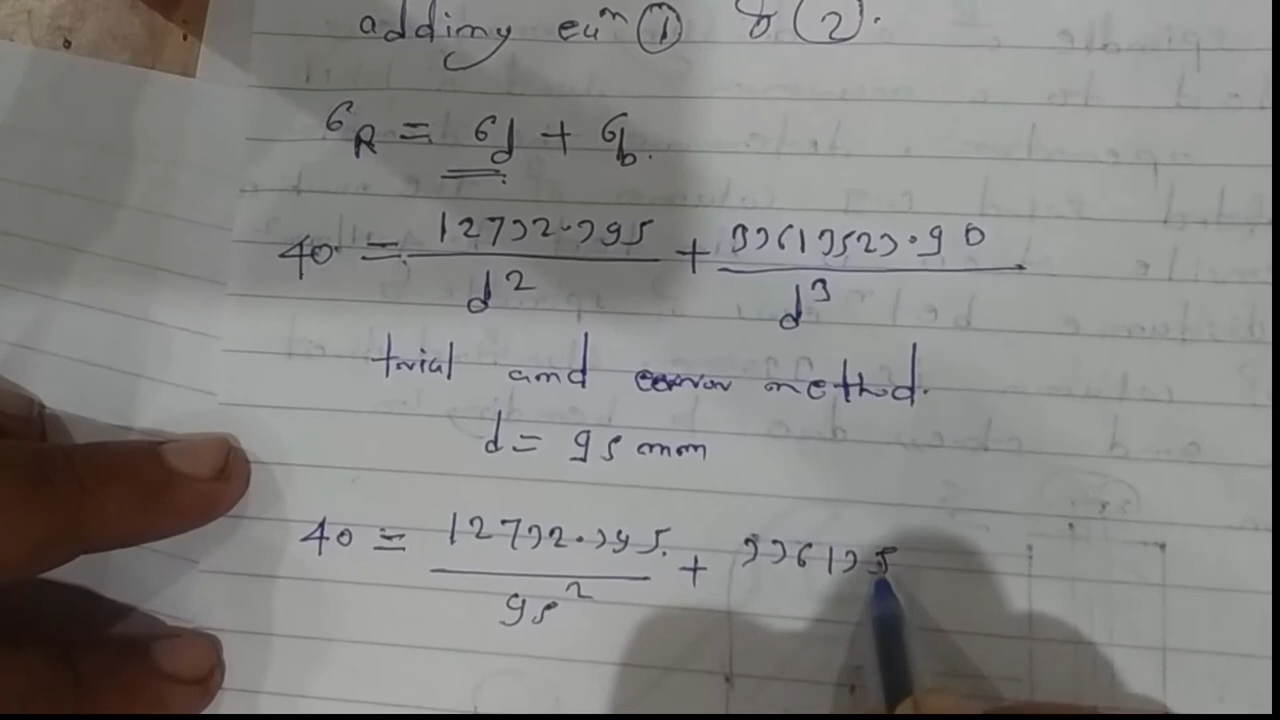 adding eqⁿ ① & (2).
σR = σd + σb.
40 = 12732.395 / d² + 33613523.90 / d³
trial and error method.
d = 95 mm
40 = 12732.395 / 95² + 336135